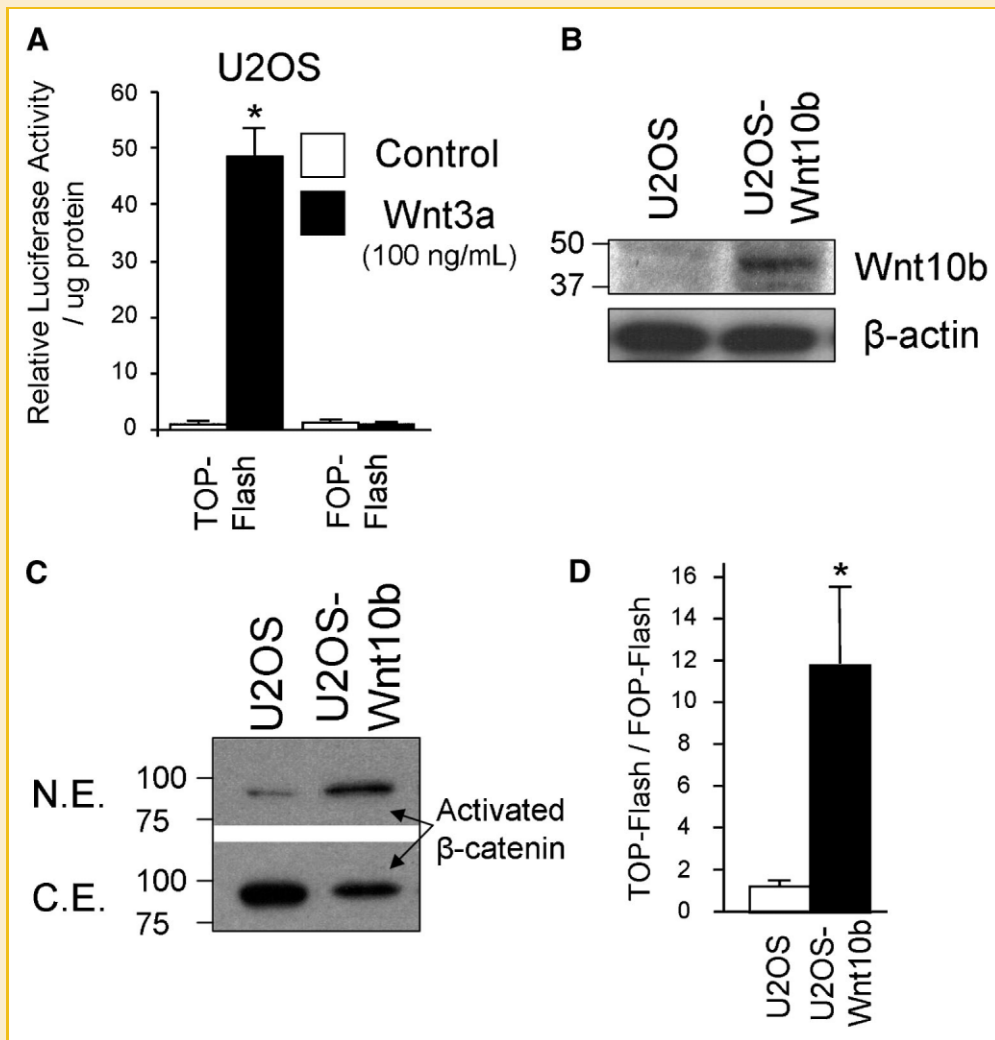 A
U2OS
Relative Luciferase Activity
/ ug protein
60
50
40
30
20
10
0
*
Control
Wnt3a
(100 ng/mL)
TOP-
Flash
FOP-
Flash
B
U2OS
U2OS-
Wnt10b
50
37
Wnt10b
β-actin
C
U2OS
U2OS-
Wnt10b
N.E.
100
75
Activated
β-catenin
C.E.
100
75
D
TOP-Flash / FOP-Flash
16
14
12
10
8
6
4
2
0
*
U2OS
U2OS-
Wnt10b